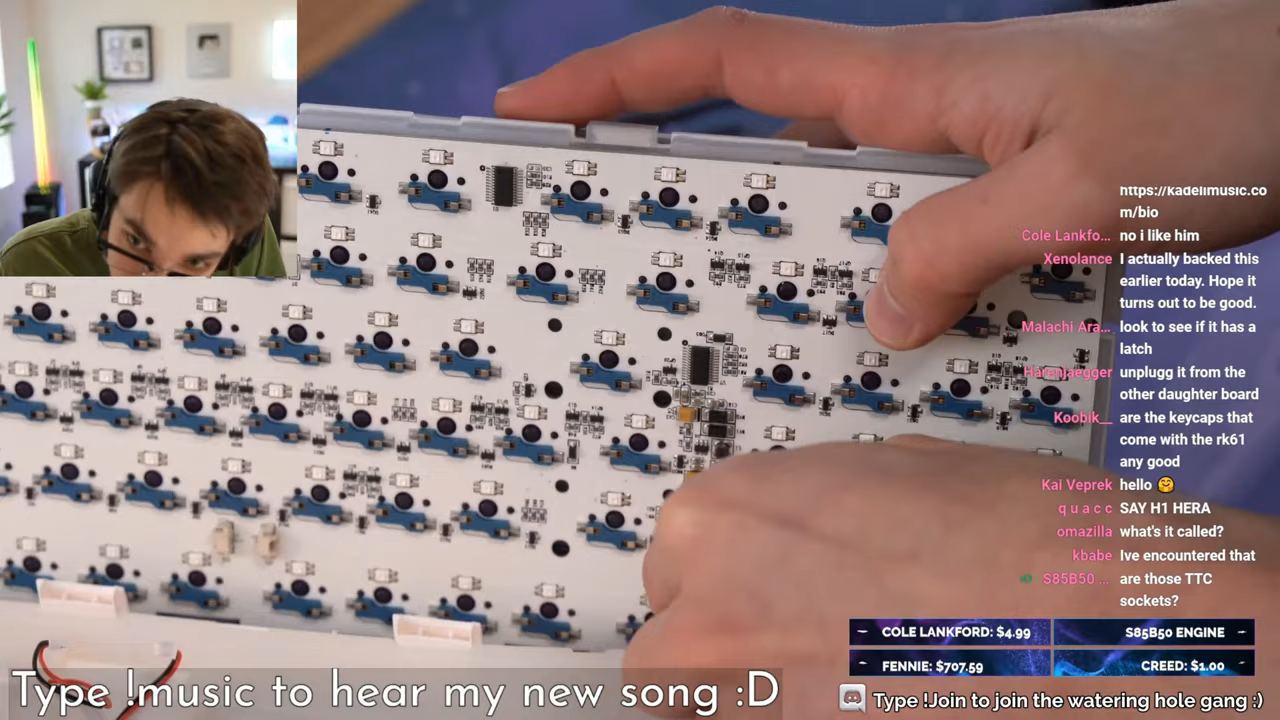 https://kadelimusic.co
m/bio
Cole Lankfo... no i like him
Xenolance I actually backed this
earlier today. Hope it
turns out to be good.
Malachi Ara... look to see if it has a
latch
Harenjaegger unplugg it from the
other daughter board
Koobik__ are the keycaps that
come with the rk61
any good
Kai Veprek hello 🤗
q u a c c SAY H1 HERA
omazilla what's it called?
kbabe Ive encountered that
S85B50 ... are those TTC
sockets?
COLE LANKFORD: $4.99
S85B50 ENGINE
FENNIE: $707.59
CREED: $1.00
Type !music to hear my new song :D
Type !Join to join the watering hole gang :)